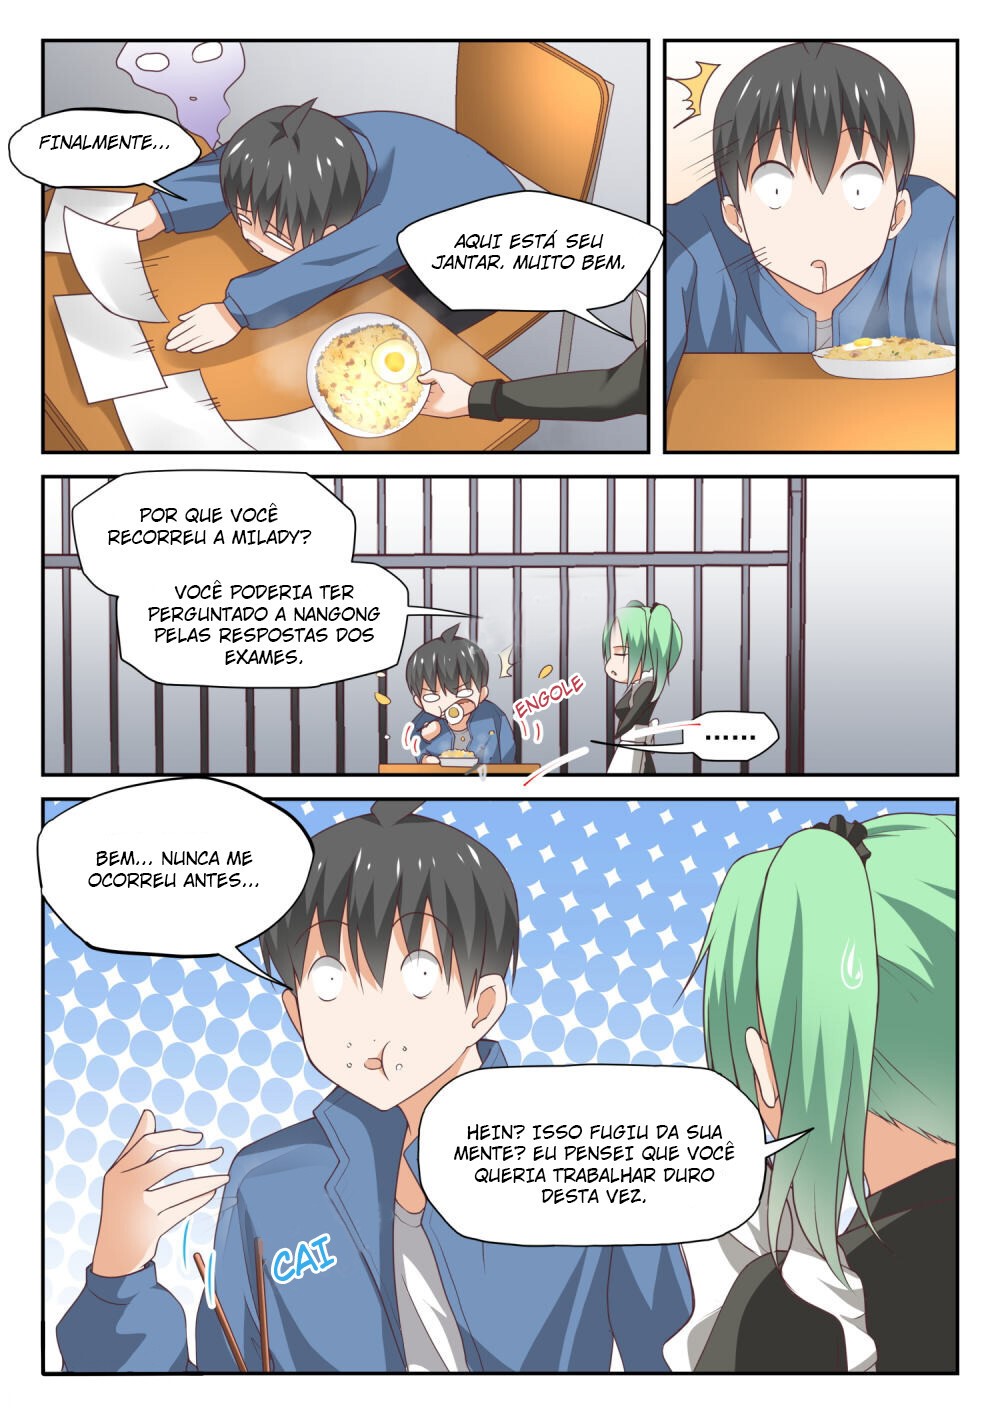 FINALMENTE...
AQUI ESTÁ SEU
JANTAR. MUITO BEM.
POR QUE VOCÊ
RECORREU A MILADY?
VOCÊ PODERIA TER
PERGUNTADO A NANGONG
PELAS RESPOSTAS DOS
EXAMES.
ENGOLE
......
BEM... NUNCA ME
OCORREU ANTES...
HEIN? ISSO FUGIU DA SUA
MENTE? EU PENSEI QUE VOCÊ
QUERIA TRABALHAR DURO
DESTA VEZ.
CAI